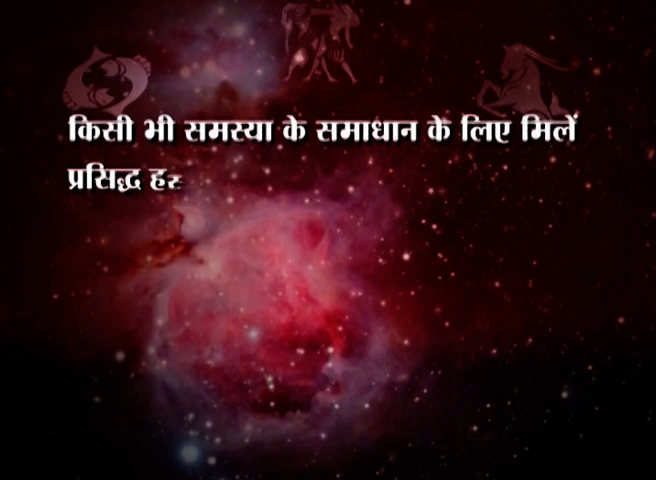 किसी भी समस्या के समाधान के लिए मिलें
प्रसिद्ध